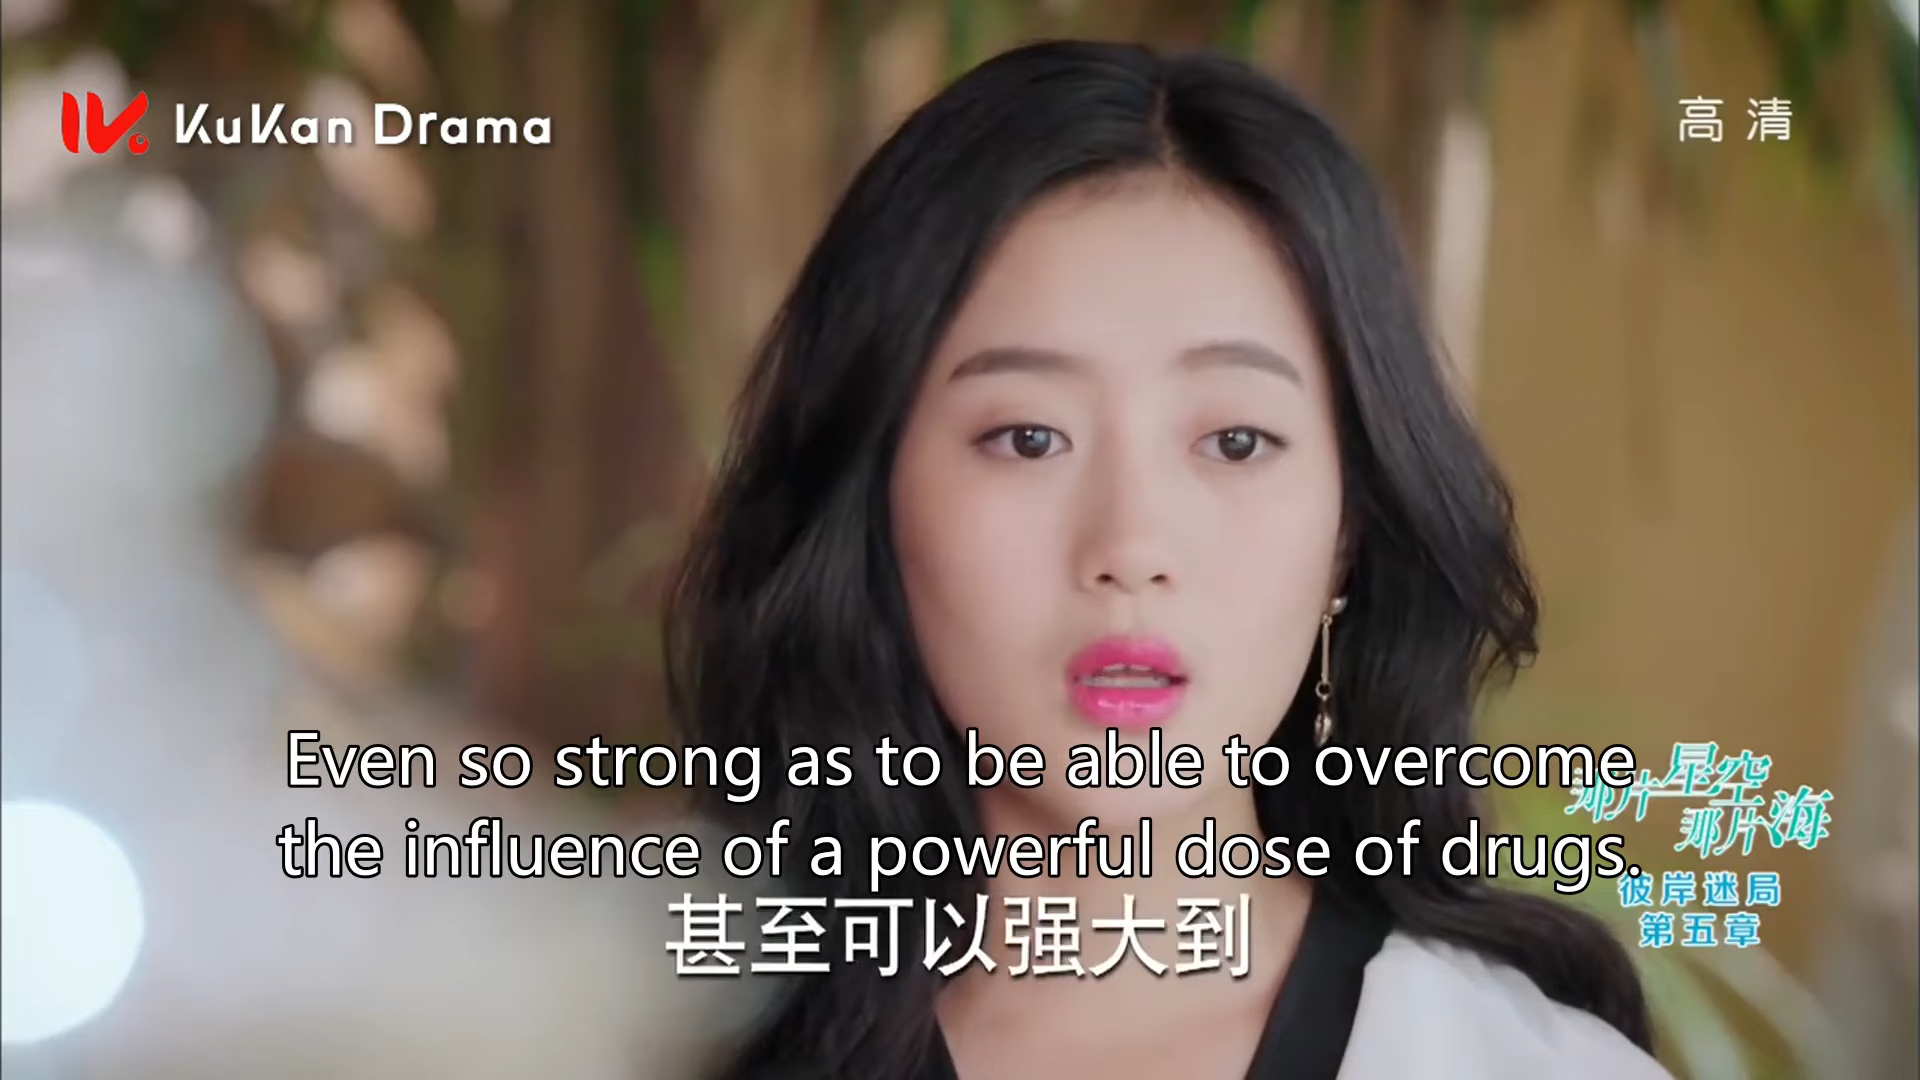 KuKan Drama
高清
Even so strong as to be able to overcome
the influence of a powerful dose of drugs.
甚至可以强大到
那片星空
那片海
彼岸迷局
第五章